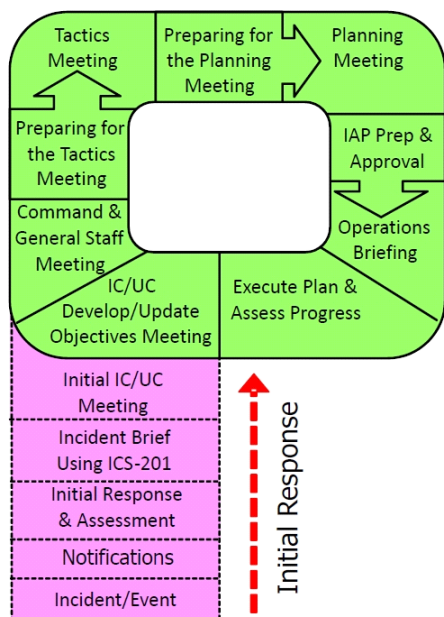 Tactics
Meeting
Preparing for
the Planning
Meeting
Planning
Meeting
Preparing for
the Tactics
Meeting
IAP Prep &
Approval
Command &
General Staff
Meeting
Operations
Briefing
IC/UC
Develop/Update
Objectives Meeting
Execute Plan &
Assess Progress
Initial IC/UC
Meeting
Incident Brief
Using ICS-201
Initial Response
& Assessment
Notifications
Incident/Event
Initial Response